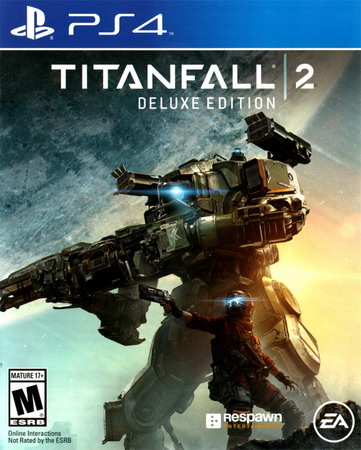 PS4
TITANFALL 2
DELUXE EDITION
MATURE 17+
M
ESRB
Online Interactions
Not Rated by the ESRB
Respawn
ENTERTAINMENT
EA